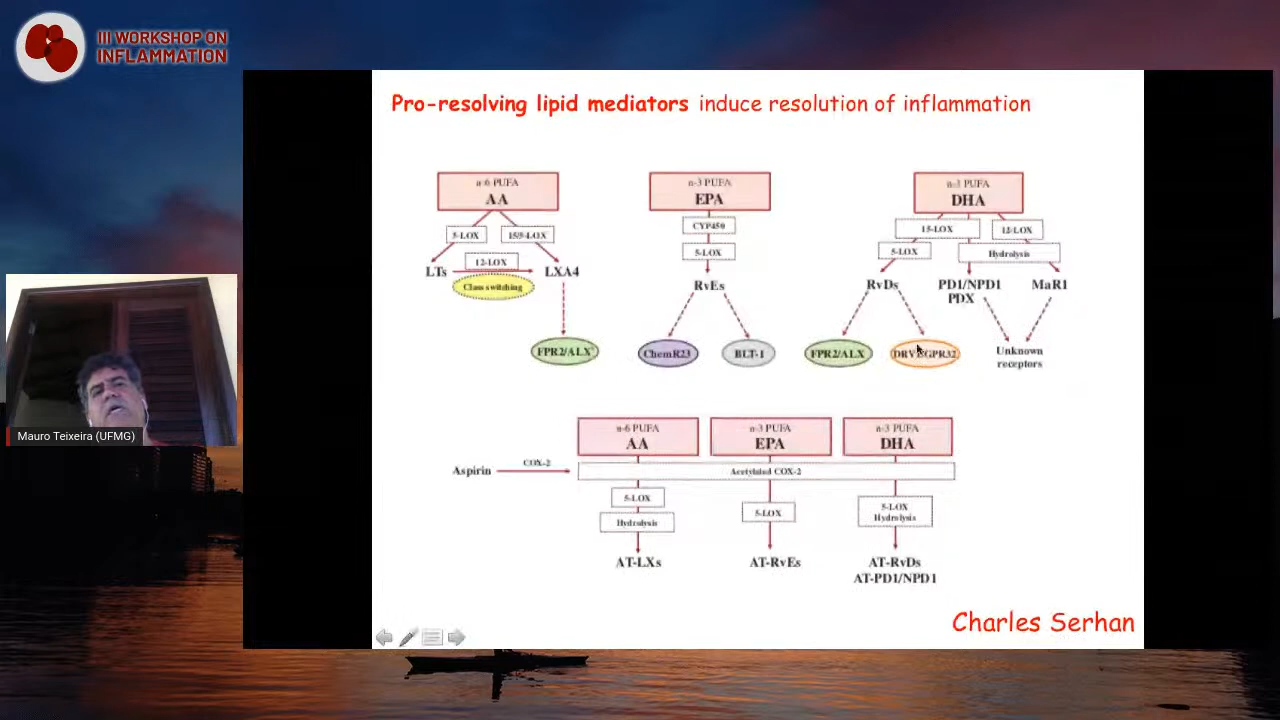 III WORKSHOP ON
INFLAMMATION
Pro-resolving lipid mediators induce resolution of inflammation
n-6 PUFA
AA
n-3 PUFA
EPA
n-3 PUFA
DHA
5-LOX
15/5-LOX
CYP450
15-LOX
12-LOX
12-LOX
5-LOX
5-LOX
Hydrolysis
LTs
LXA4
Class switching
RvEs
RvDs
PD1/NPD1
PDX
MaR1
FPR2/ALX
ChemR23
BLT-1
FPR2/ALX
GPR32
Unknown
receptors
n-6 PUFA
AA
n-3 PUFA
EPA
n-3 PUFA
DHA
Aspirin
COX-2
Acetylated COX-2
5-LOX
Hydrolysis
5-LOX
5-LOX
Hydrolysis
AT-LXs
AT-RvEs
AT-RvDs
AT-PD1/NPD1
Charles Serhan
Mauro Teixeira (UFMG)